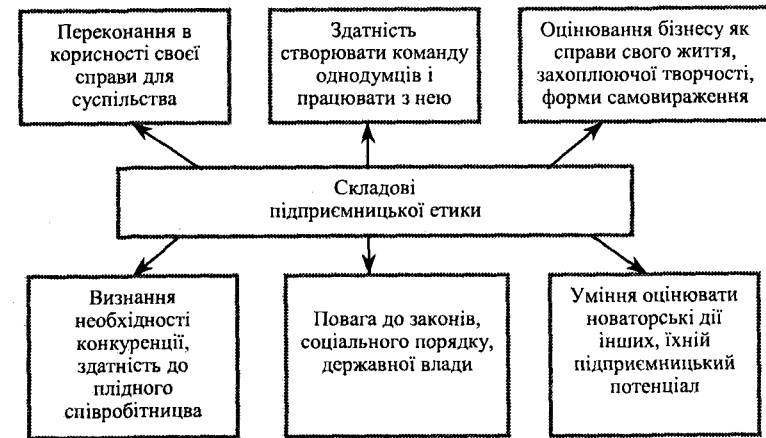 Переконання в
корисності своєї
справи для
суспільства
Здатність
створювати команду
однодумців і
працювати з нею
Оцінювання бізнесу як
справи свого життя,
захоплюючої творчості,
форми самовираження
Складові
підприємницької етики
Визнання
необхідності
конкуренції,
здатність до
плідного
співробітницва
Повага до законів,
соціального порядку,
державної влади
Уміння оцінювати
новаторські дії
інших, їхній
підприємницький
потенціал